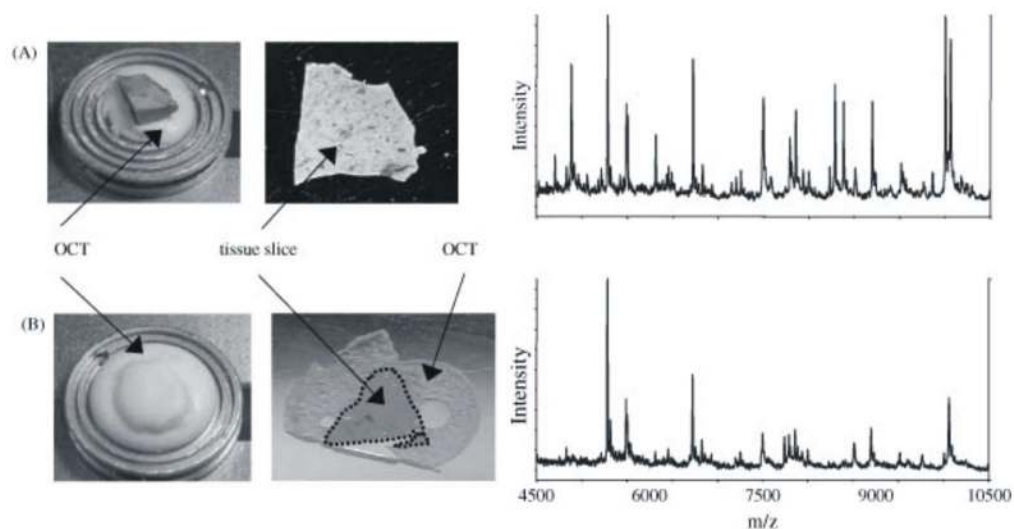 (A)
Intensity
OCT
tissue slice
OCT
(B)
Intensity
4500
6000
7500
9000
10500
m/z